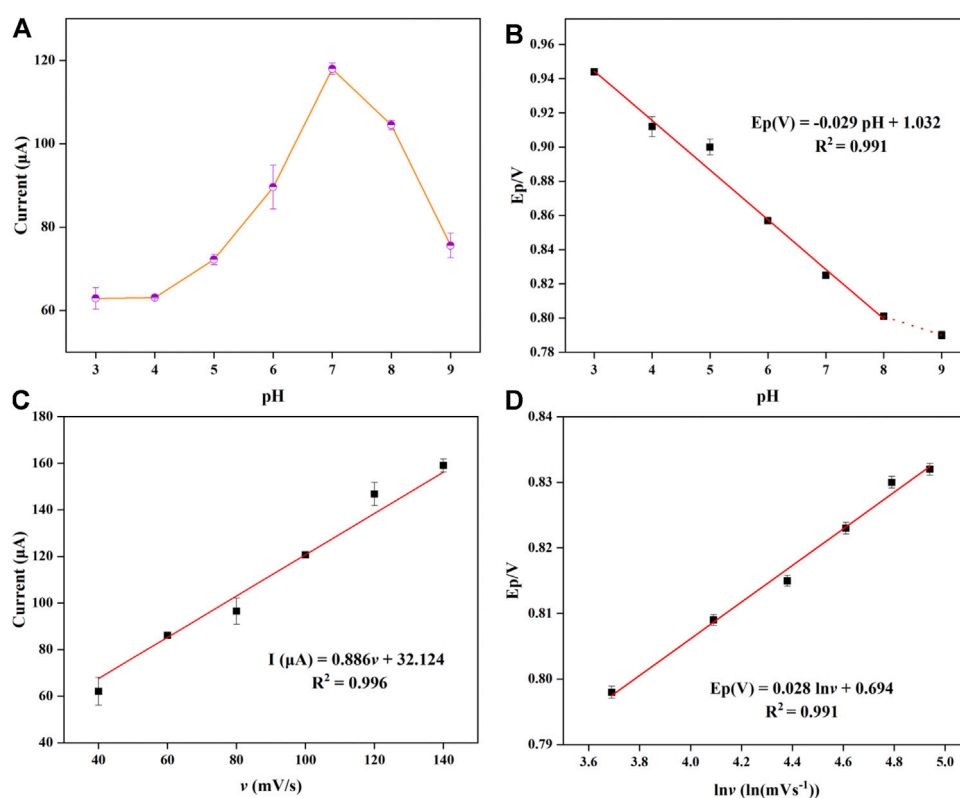 A
Current (μA)
120
100
80
60
3 4 5 6 7 8 9
pH
B
Ep/V
0.96
0.94
0.92
0.90
0.88
0.86
0.84
0.82
0.80
0.78
Ep(V) = -0.029 pH + 1.032
R² = 0.991
3 4 5 6 7 8 9
pH
C
Current (μA)
180
160
140
120
100
80
60
40
I (μA) = 0.886v + 32.124
R² = 0.996
40 60 80 100 120 140
v (mV/s)
D
Ep/V
0.84
0.83
0.82
0.81
0.80
0.79
Ep(V) = 0.028 lnv + 0.694
R² = 0.991
3.6 3.8 4.0 4.2 4.4 4.6 4.8 5.0
lnv (ln(mVs⁻¹))